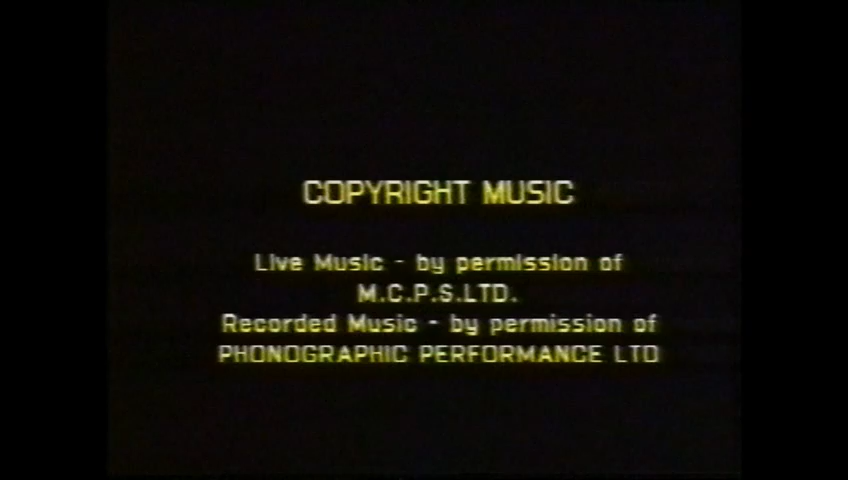 COPYRIGHT MUSIC
Live Music - by permission of
M.C.P.S.LTD.
Recorded Music - by permission of
PHONOGRAPHIC PERFORMANCE LTD